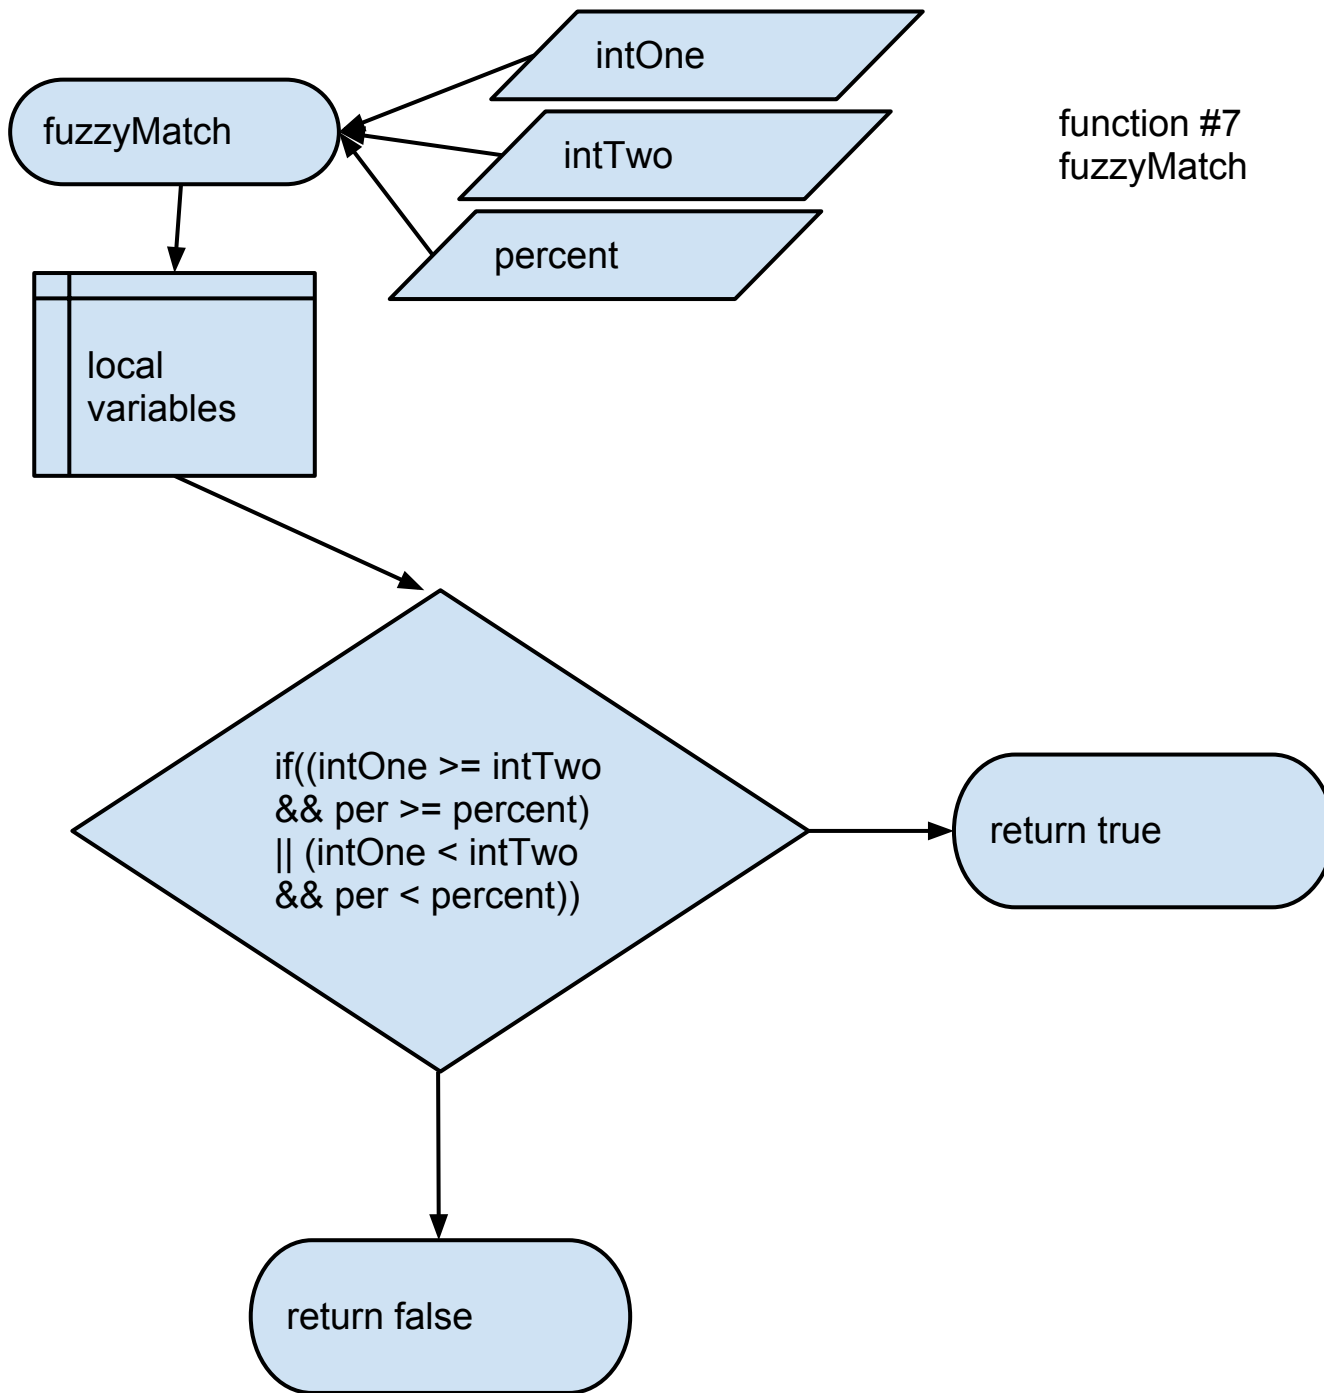 intOne
fuzzyMatch
function #7
fuzzyMatch
intTwo
percent
local
variables
if((intOne >= intTwo
&& per >= percent)
|| (intOne < intTwo
&& per < percent))
return true
return false